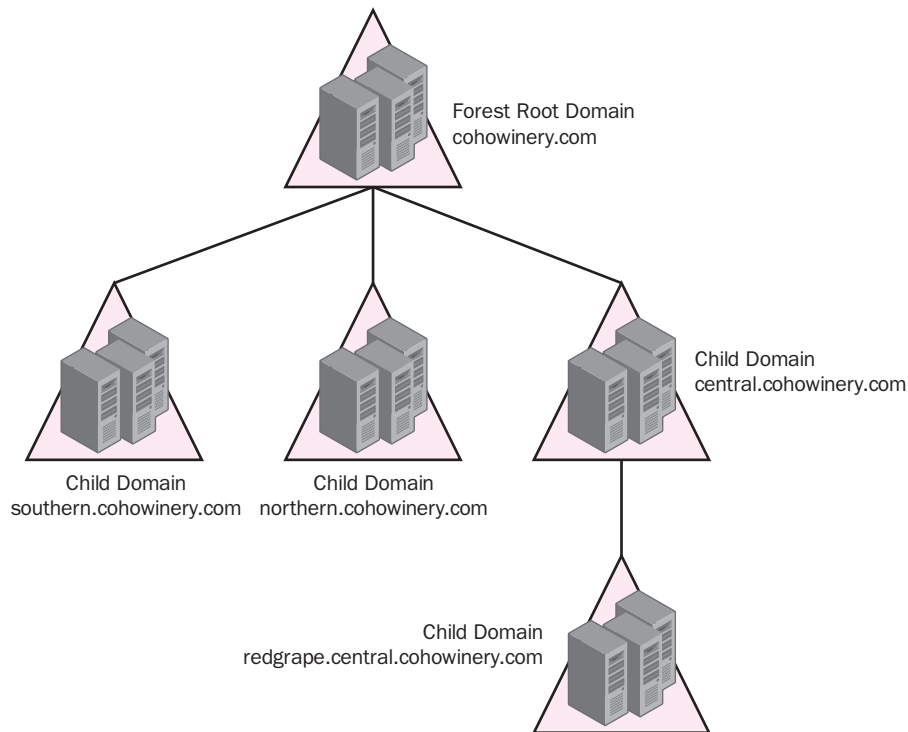 Forest Root Domain
cohowinery.com
Child Domain
central.cohowinery.com
Child Domain
southern.cohowinery.com
Child Domain
northern.cohowinery.com
Child Domain
redgrape.central.cohowinery.com